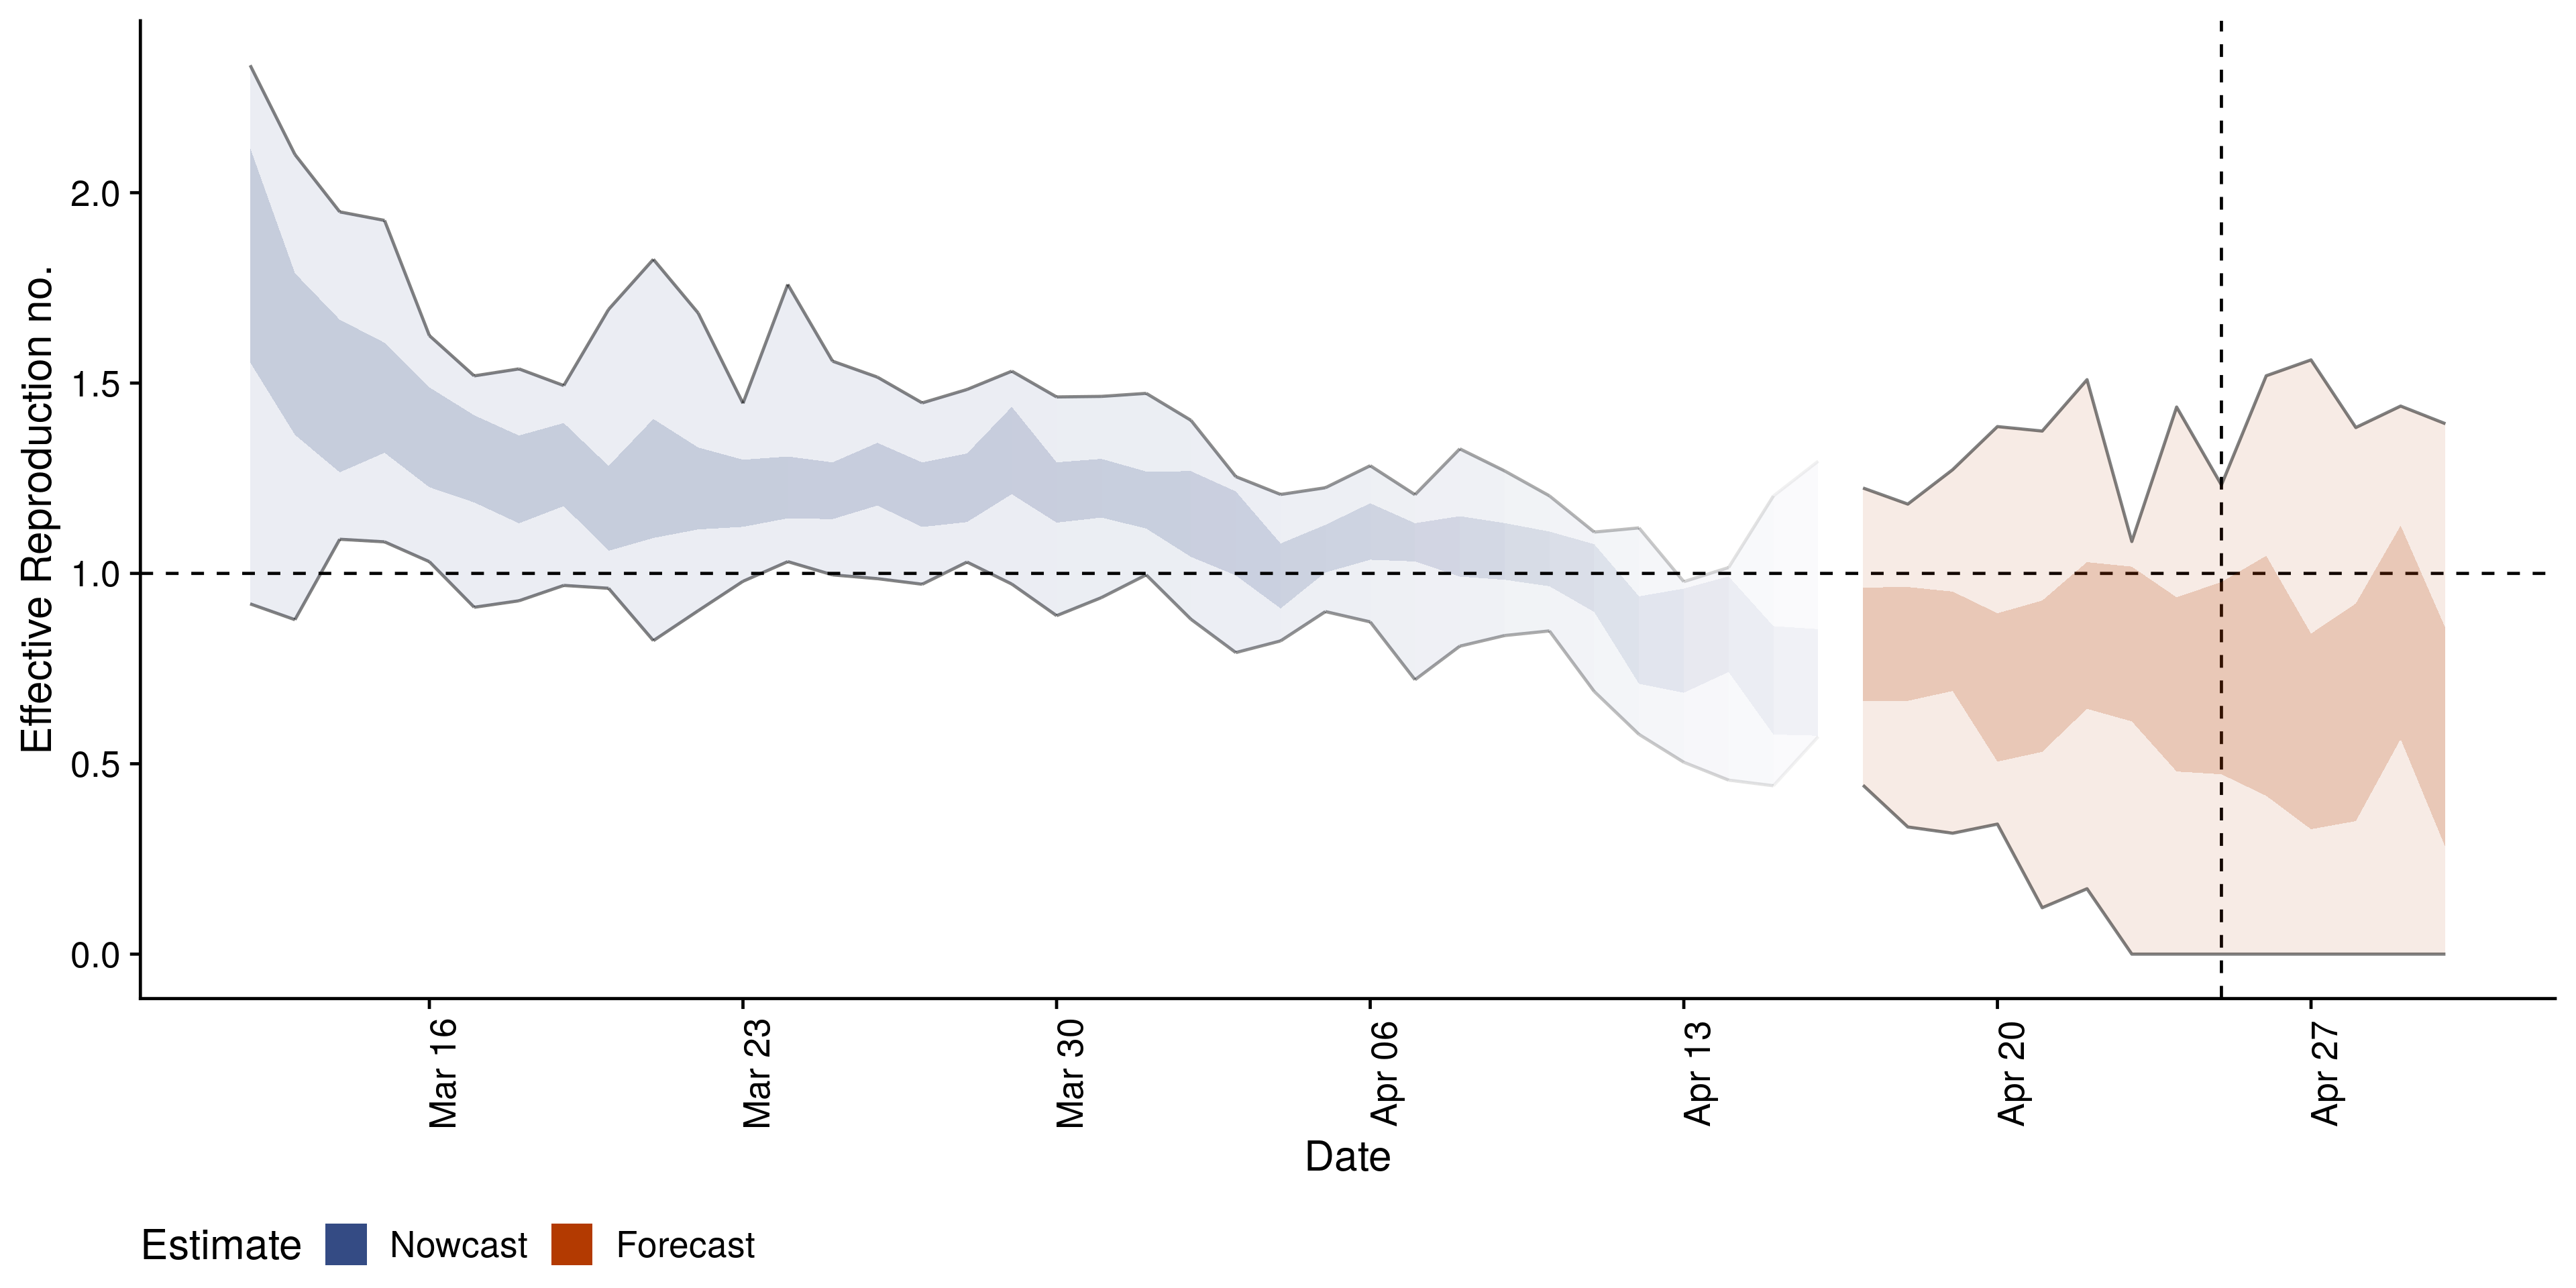 Effective Reproduction no.
2.0
1.5
1.0
0.5
0.0
Mar 16
Mar 23
Mar 30
Apr 06
Apr 13
Apr 20
Apr 27
Date
Estimate Nowcast Forecast